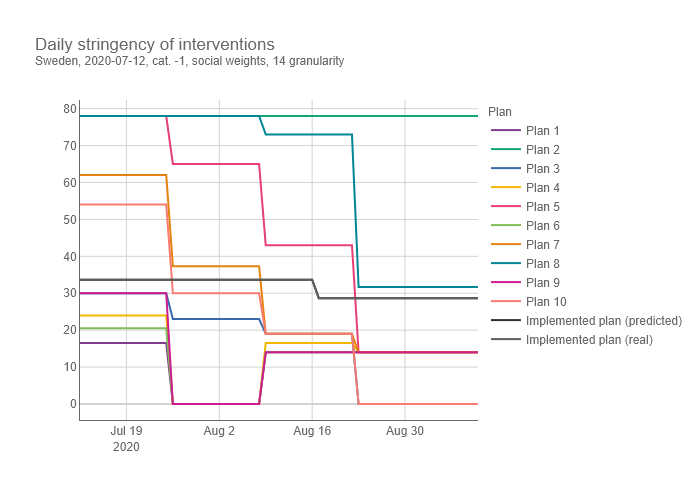 Daily stringency of interventions
Sweden, 2020-07-12, cat. -1, social weights, 14 granularity
80
70
60
50
40
30
20
10
0
Jul 19
2020
Aug 2
Aug 16
Aug 30
Plan
Plan 1
Plan 2
Plan 3
Plan 4
Plan 5
Plan 6
Plan 7
Plan 8
Plan 9
Plan 10
Implemented plan (predicted)
Implemented plan (real)